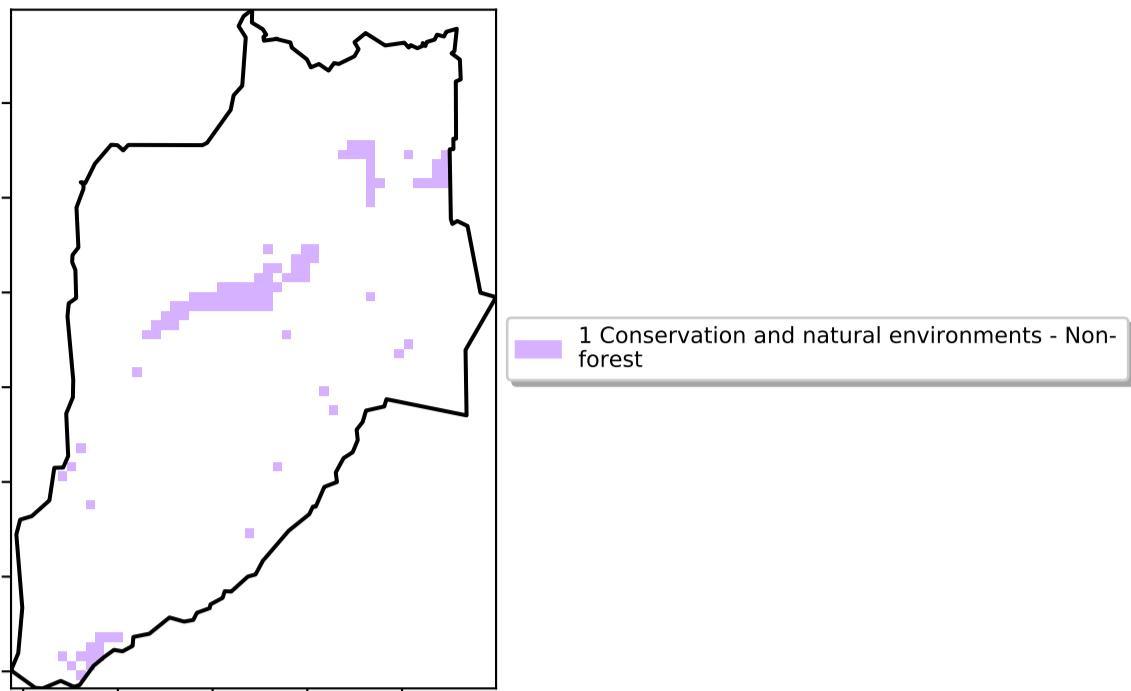 1 Conservation and natural environments - Non-
forest